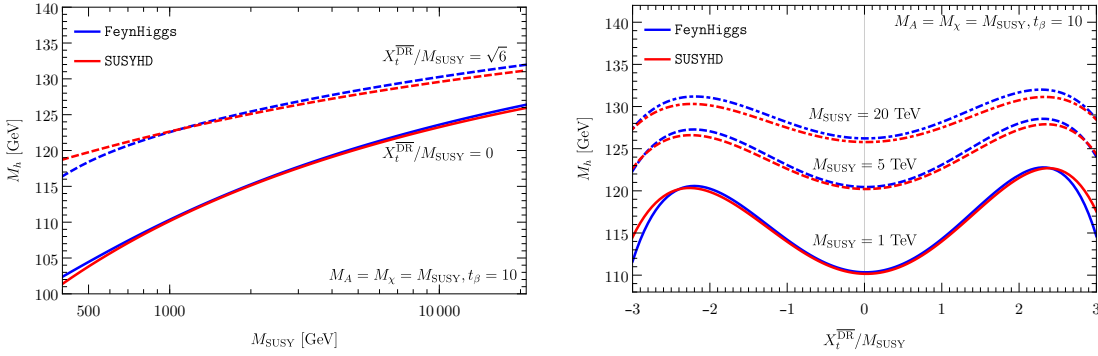 140
135
130
125
120
115
110
105
100
M_h [GeV]
FeynHiggs
SUSYHD
X_t^{\overline{DR}}/M_SUSY = √6
X_t^{\overline{DR}}/M_SUSY = 0
M_A = M_χ = M_SUSY, t_β = 10
500 1000 10 000
M_SUSY [GeV]
140
135
130
125
120
115
110
M_h [GeV]
M_A = M_χ = M_SUSY, t_β = 10
FeynHiggs
SUSYHD
M_SUSY = 20 TeV
M_SUSY = 5 TeV
M_SUSY = 1 TeV
−3 −2 −1 0 1 2 3
X_t^{\overline{DR}}/M_SUSY